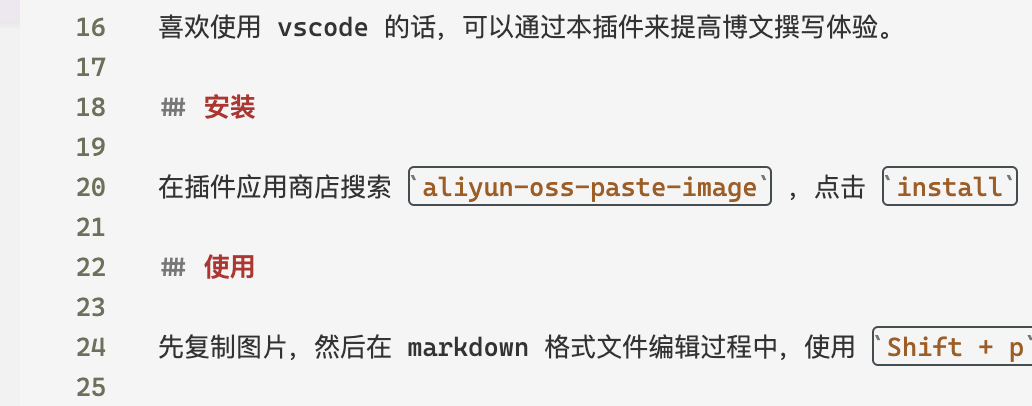 16 喜欢使用 vscode 的话，可以通过本插件来提高博文撰写体验。
17
18 ## 安装
19
20 在插件应用商店搜索 `aliyun-oss-paste-image` ，点击 `install`
21
22 ## 使用
23
24 先复制图片，然后在 markdown 格式文件编辑过程中，使用 `Shift + p`
25